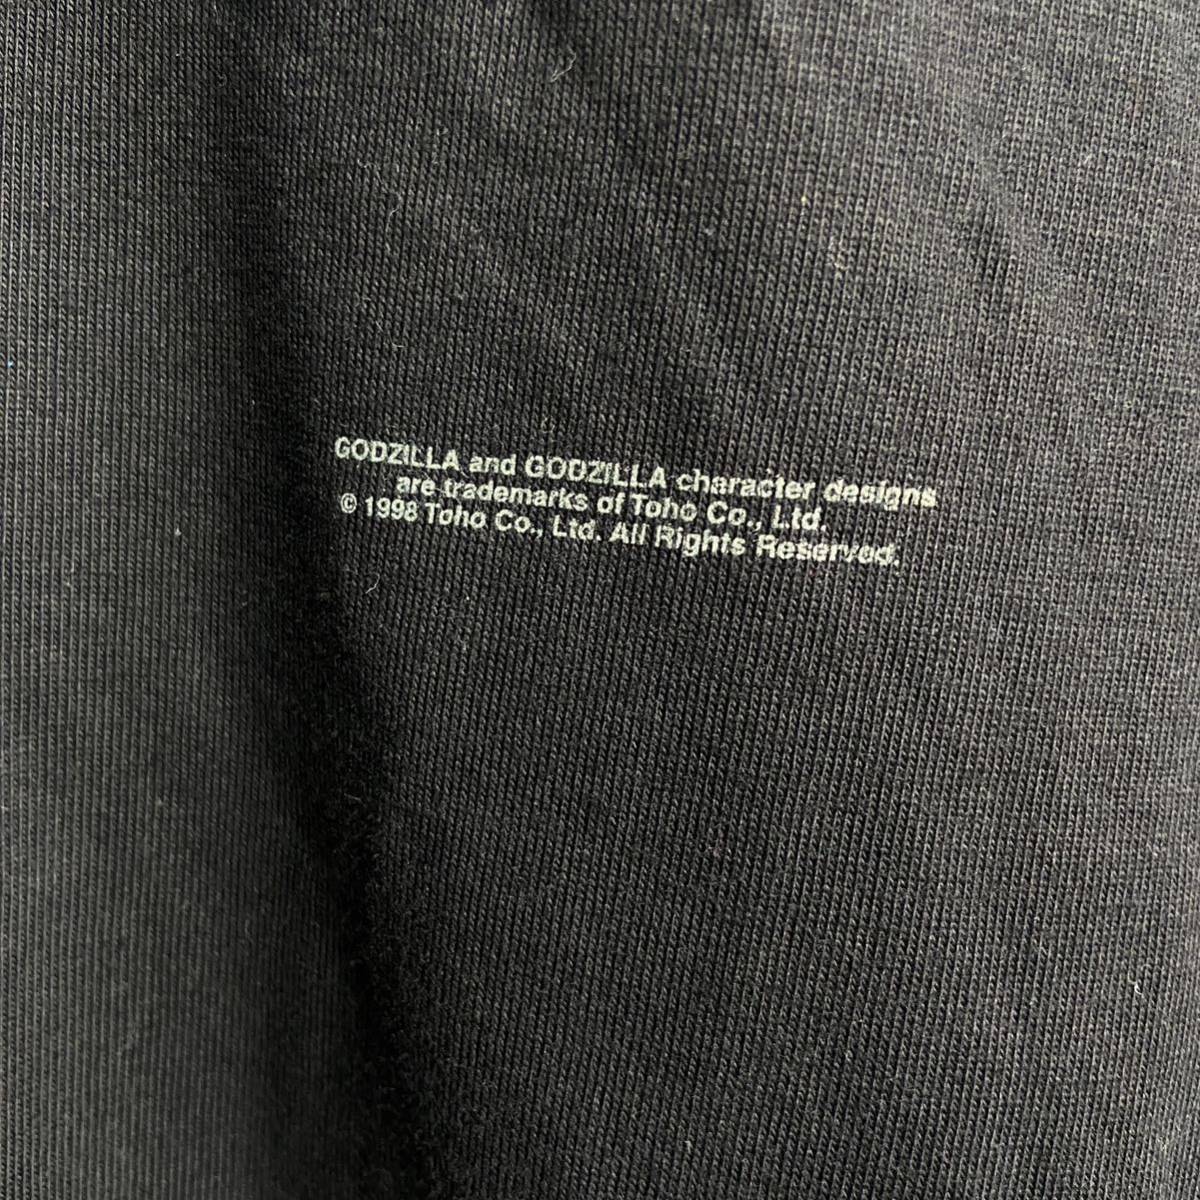 GODZILLA and GODZILLA character designs
are trademarks of Toho Co., Ltd.
© 1998 Toho Co., Ltd. All Rights Reserved.